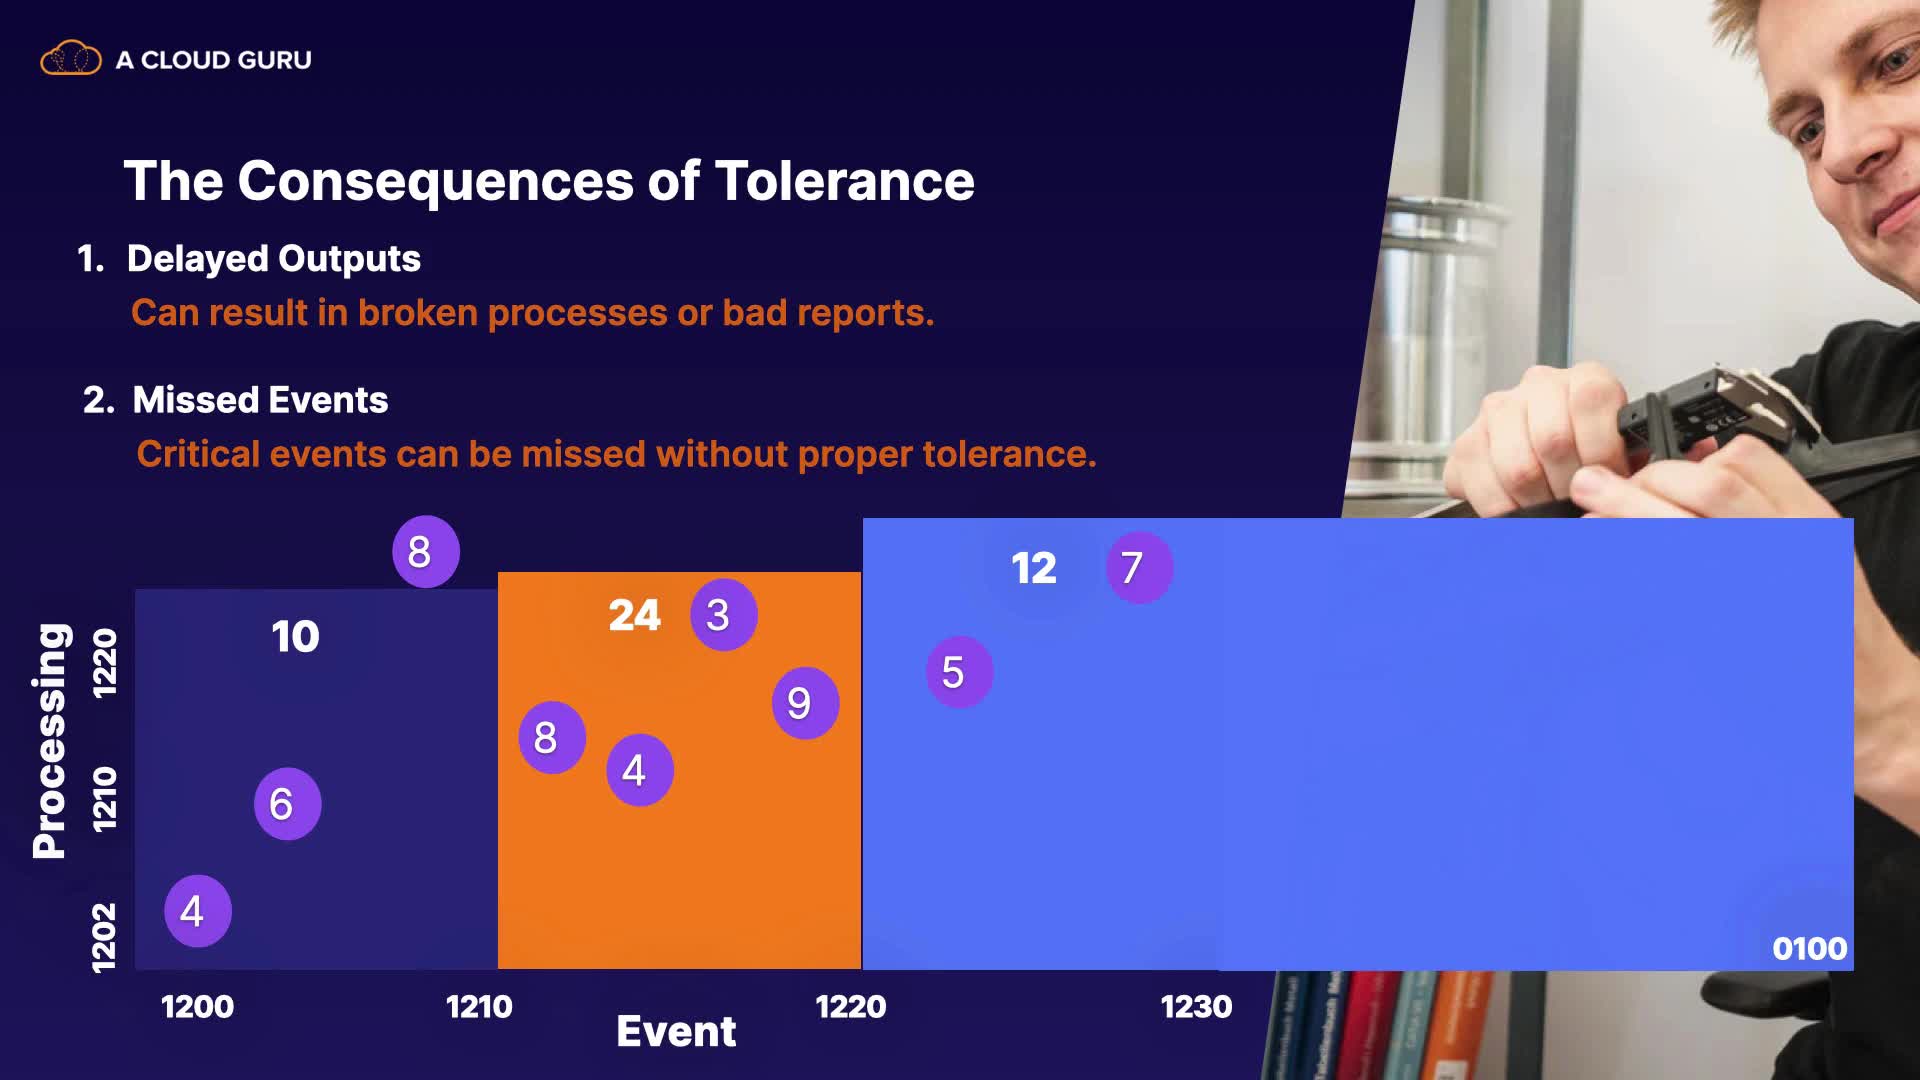 A CLOUD GURU
The Consequences of Tolerance
1. Delayed Outputs
Can result in broken processes or bad reports.
2. Missed Events
Critical events can be missed without proper tolerance.
8
10
24
3
12
7
5
9
8
4
6
4
Processing
1220
1210
1202
0100
1200
1210
1220
1230
Event